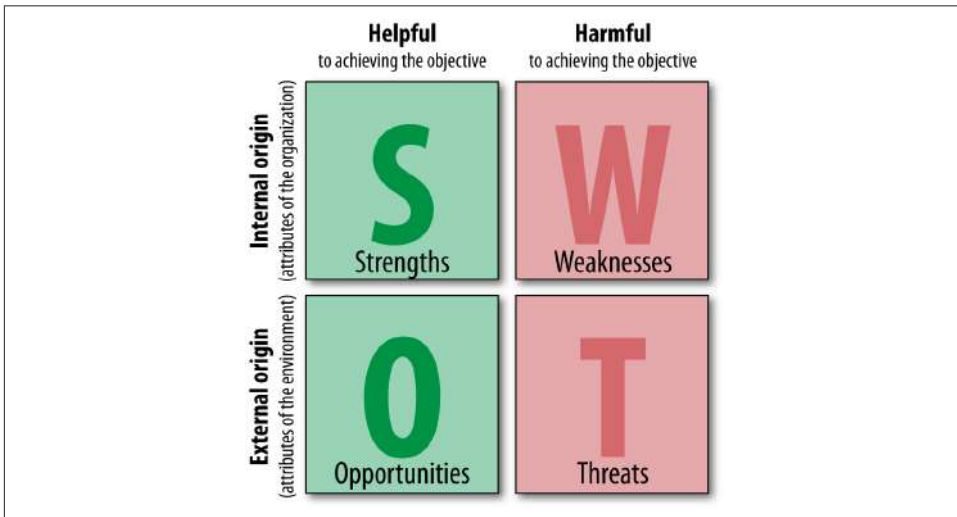 Helpful
to achieving the objective
Harmful
to achieving the objective
Internal origin
(attributes of the organization)
S
Strengths
W
Weaknesses
External origin
(attributes of the environment)
O
Opportunities
T
Threats